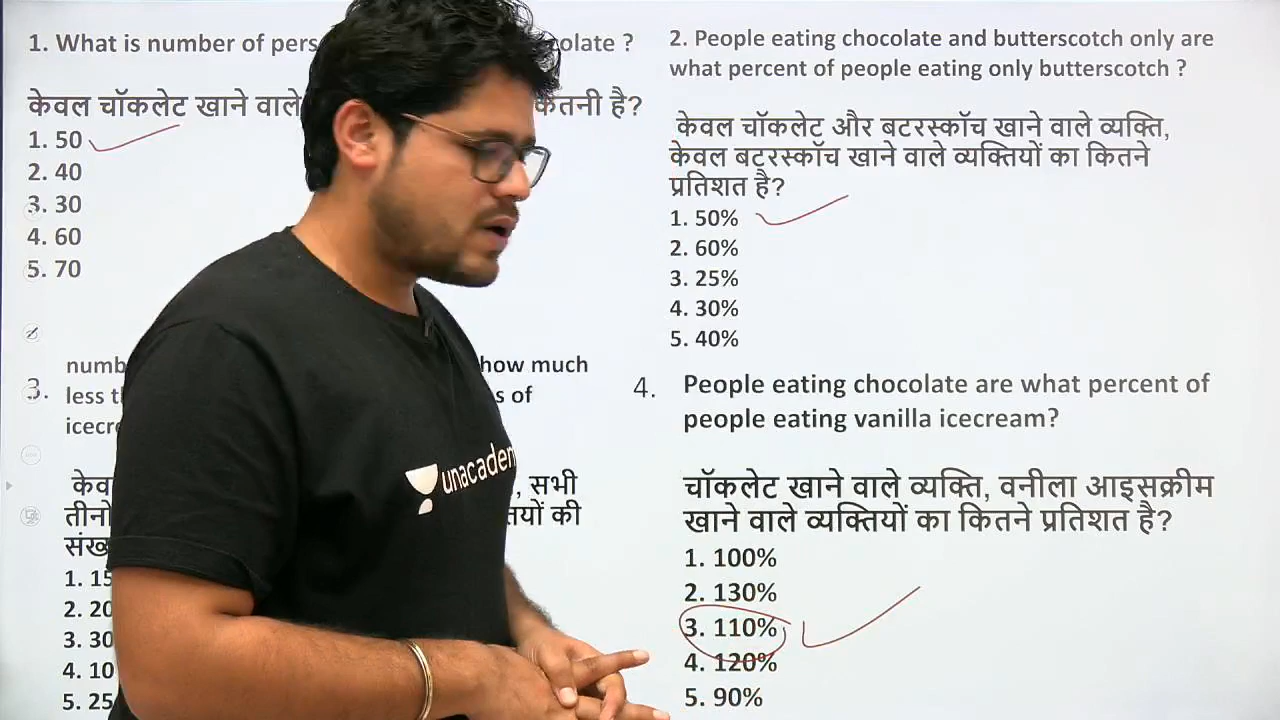 1. What is number of
olate ?
केवल चॉकलेट खाने वाले
है?
1. 50
2. 40
3. 30
4. 60
5. 70
2. People eating chocolate and butterscotch only are
what percent of people eating only butterscotch ?
केवल चॉकलेट और बटरस्कॉच खाने वाले व्यक्ति,
केवल बटरस्कॉच खाने वाले व्यक्तियों का कितने
प्रतिशत है?
1. 50%
2. 60%
3. 25%
4. 30%
5. 40%
how much
3. less
of
, सभी
की
1. 15
2. 20
3. 30
4. 10
5. 25
4. People eating chocolate are what percent of
people eating vanilla icecream?
चॉकलेट खाने वाले व्यक्ति, वनीला आइसक्रीम
खाने वाले व्यक्तियों का कितने प्रतिशत है?
1. 100%
2. 130%
3. 110%
4. 120%
5. 90%
unacadem